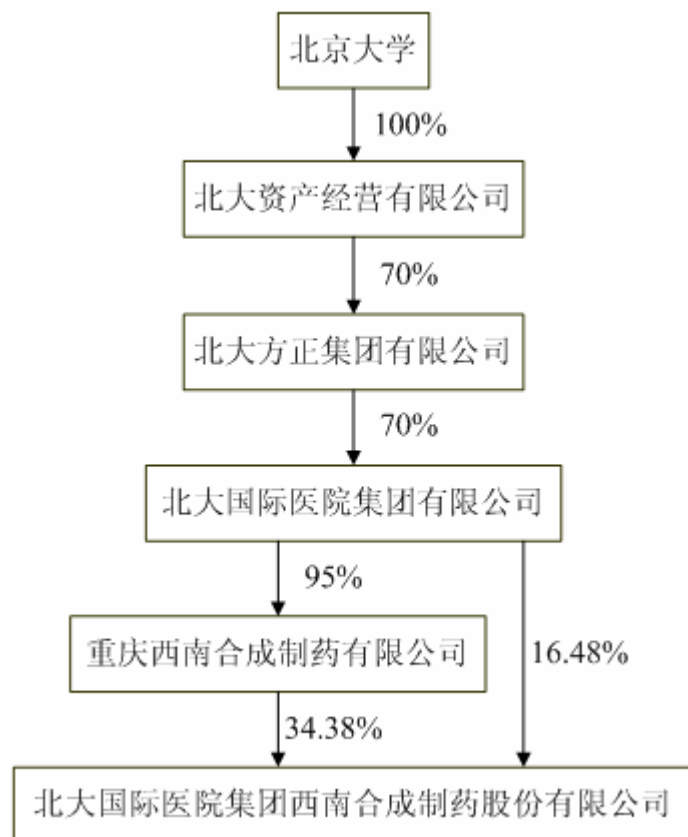 北京大学
100%
北大资产经营有限公司
70%
北大方正集团有限公司
70%
北大国际医院集团有限公司
95%
重庆西南合成制药有限公司
16.48%
34.38%
北大国际医院集团西南合成制药股份有限公司